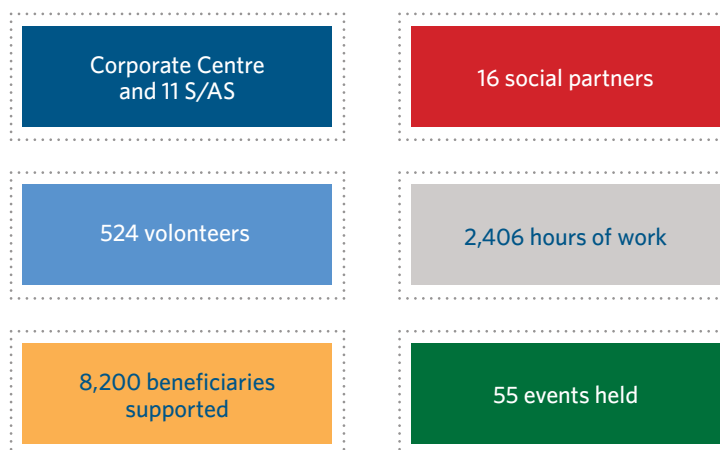 Corporate Centre
and 11 S/AS
16 social partners
524 volonteers
2,406 hours of work
8,200 beneficiaries
supported
55 events held